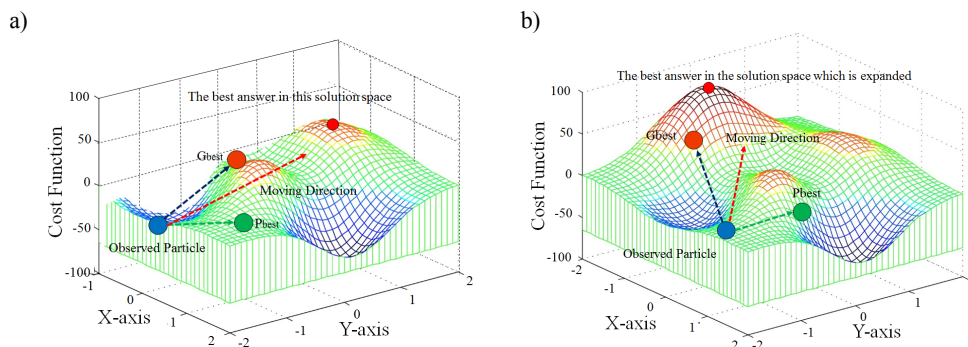 a)
b)
The best answer in this solution space
Gbest
Moving Direction
Pbest
Observed Particle
Cost Function
100
50
0
-50
-100
-1
0
1
2
X-axis
-2
-1
0
1
2
Y-axis
The best answer in the solution space which is expanded
Gbest
Moving Direction
Pbest
Observed Particle
Cost Function
100
50
0
-50
-100
-2
-1
0
1
2
X-axis
-2
-1
0
1
Y-axis